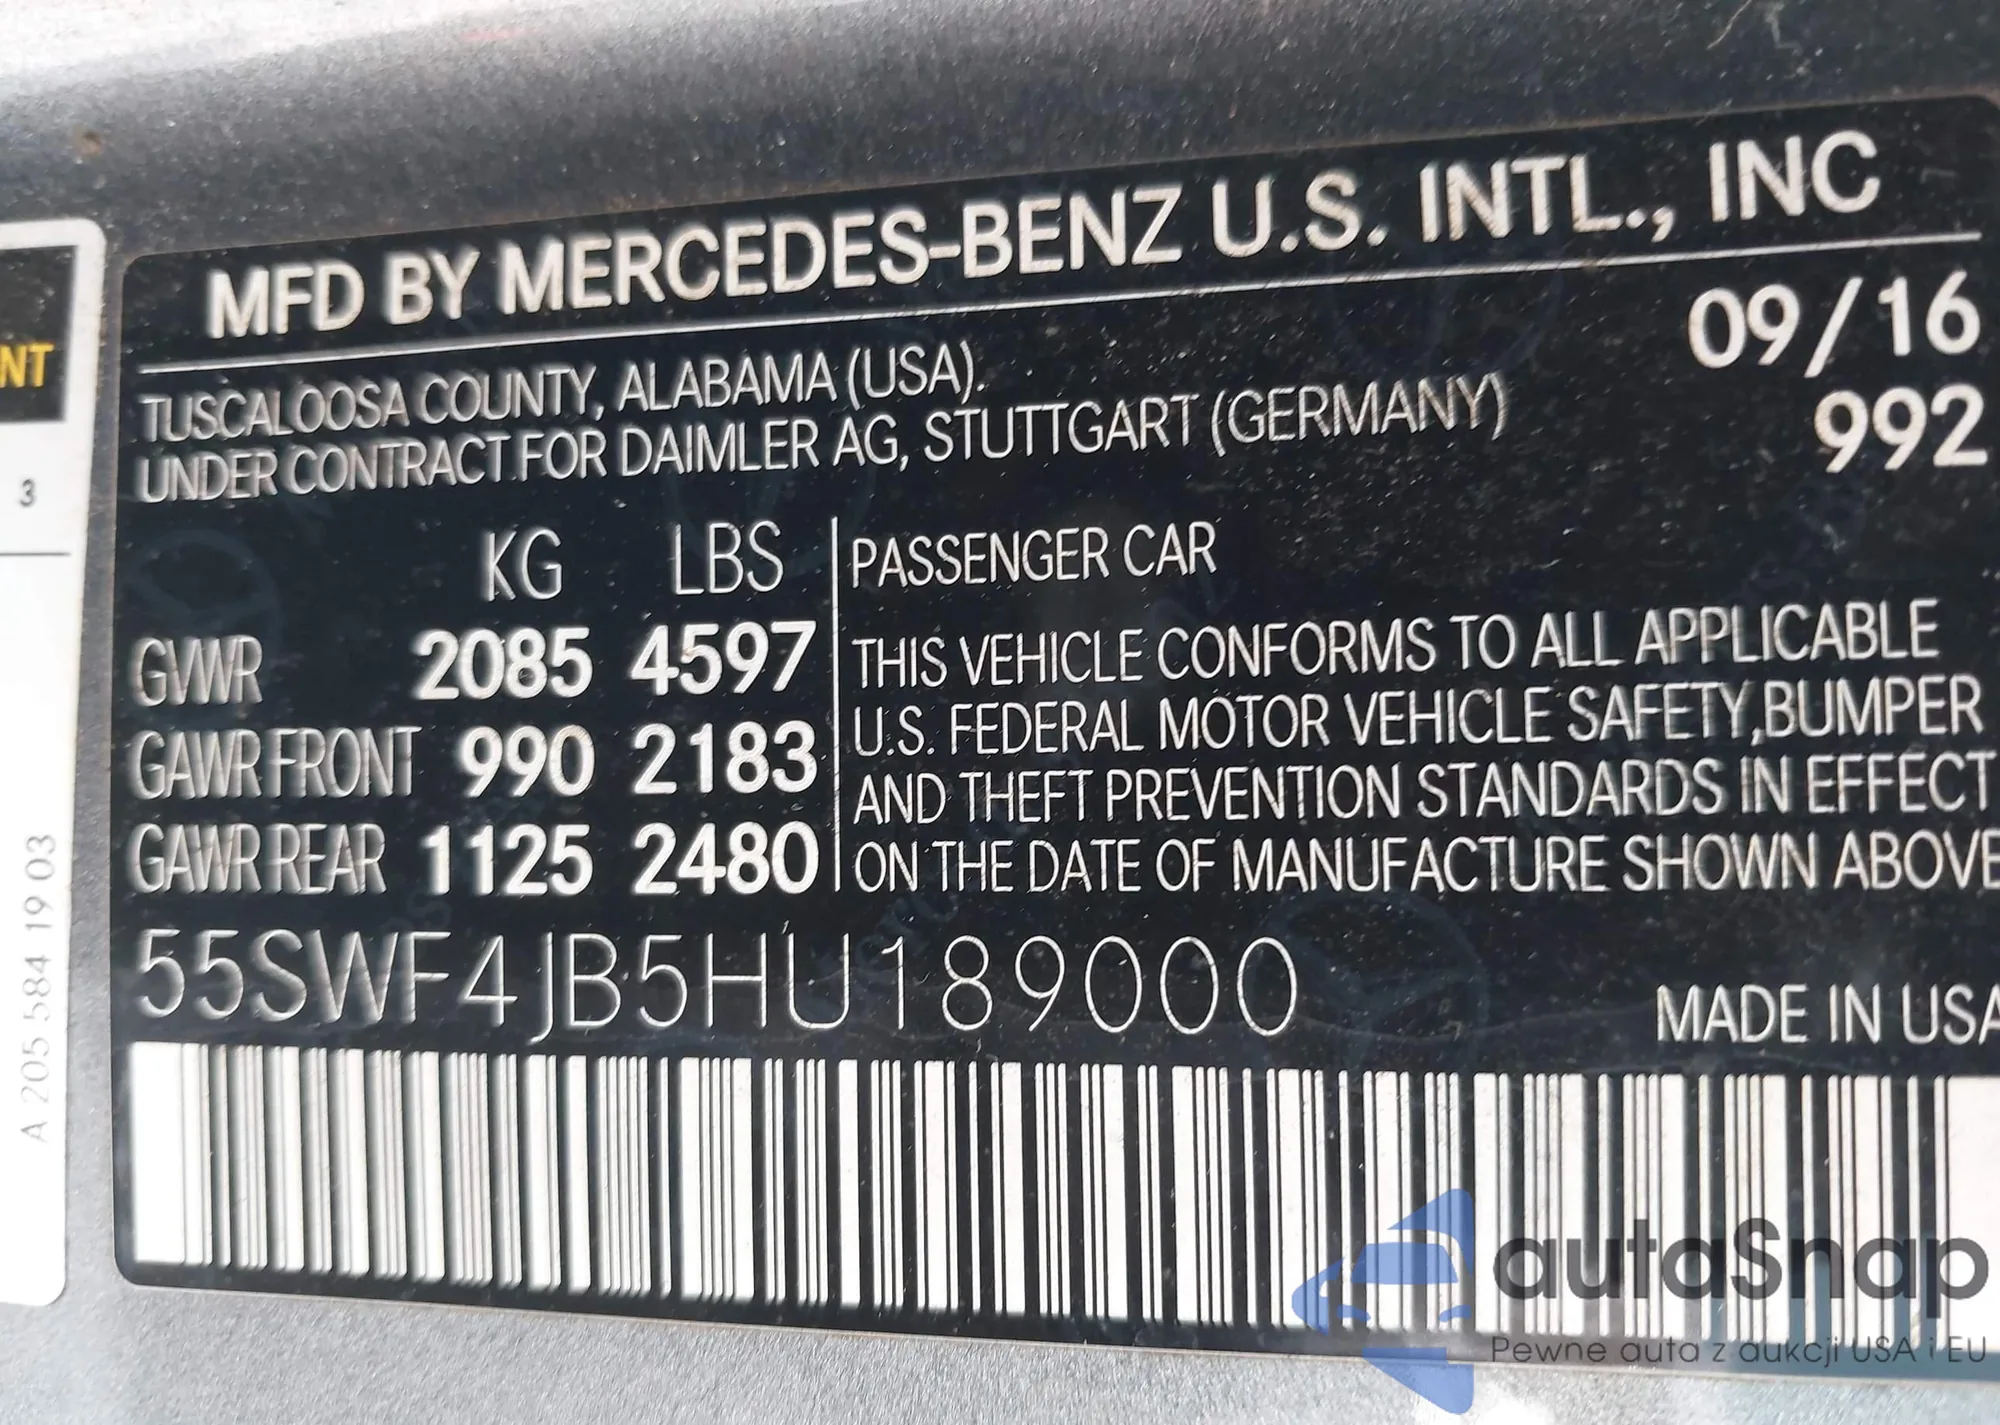 MFD BY MERCEDES-BENZ U.S. INTL., INC
09/16
TUSCALOOSA COUNTY, ALABAMA (USA).
UNDER CONTRACT FOR DAIMLER AG, STUTTGART (GERMANY)
992
KG LBS
GVWR 2085 4597
GAWR FRONT 990 2183
GAWR REAR 1125 2480
PASSENGER CAR
THIS VEHICLE CONFORMS TO ALL APPLICABLE
U.S. FEDERAL MOTOR VEHICLE SAFETY,BUMPER
AND THEFT PREVENTION STANDARDS IN EFFECT
ON THE DATE OF MANUFACTURE SHOWN ABOVE
55SWF4JB5HU189000
MADE IN USA
NT
3
A 205 584 19 03
autaSnap
Pewne auta z aukcji USA i EU